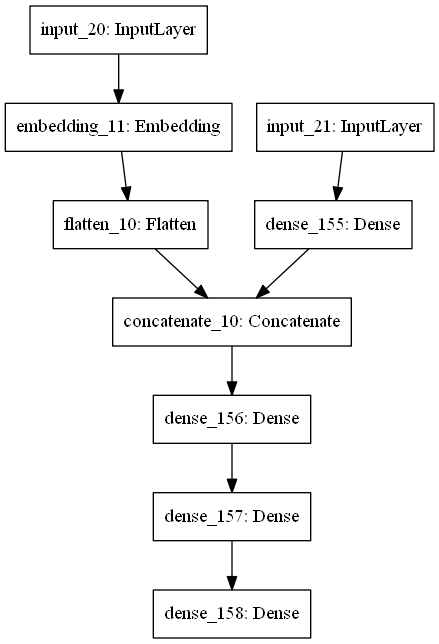 input_20: InputLayer
embedding_11: Embedding
input_21: InputLayer
flatten_10: Flatten
dense_155: Dense
concatenate_10: Concatenate
dense_156: Dense
dense_157: Dense
dense_158: Dense